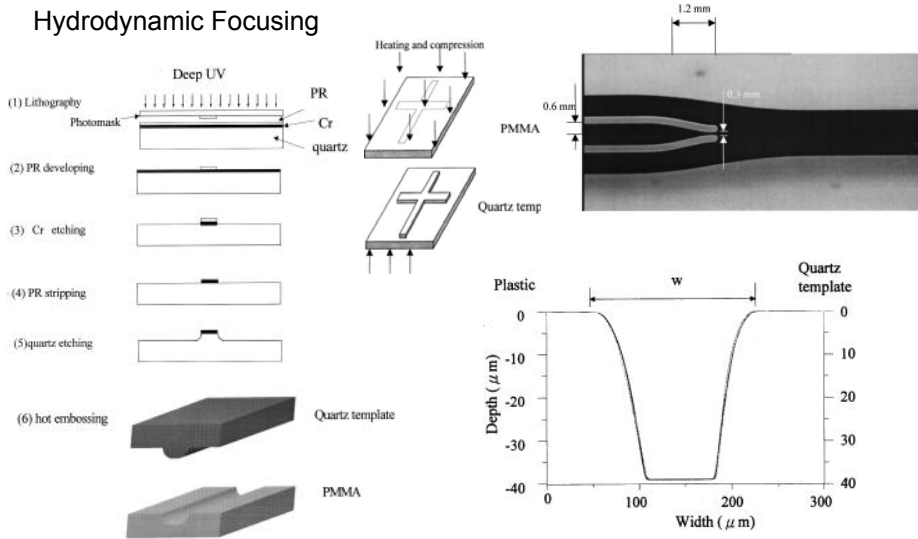 Hydrodynamic Focusing
Deep UV
(1) Lithography
PR
Photomask
Cr
quartz
(2) PR developing
(3) Cr etching
(4) PR stripping
(5)quartz etching
(6) hot embossing
Quartz template
PMMA
Heating and compression
PMMA
Quartz temp
1.2 mm
0.6 mm
0.3 mm
Plastic
w
Quartz
template
0
-10
-20
-30
-40
Depth ( μm)
0
10
20
30
40
0
100
200
300
Width ( μm)